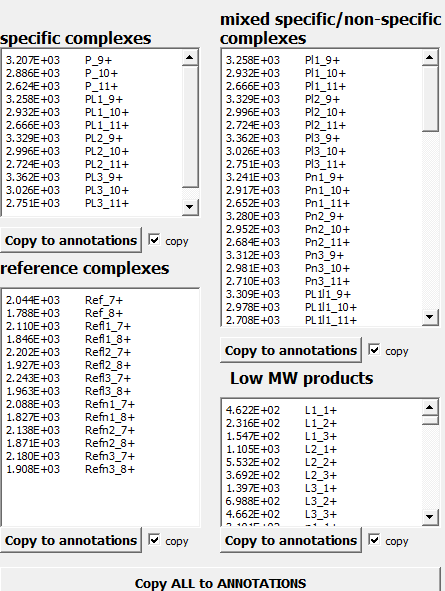 specific complexes
3.207E+03 P_9+
2.886E+03 P_10+
2.624E+03 P_11+
3.258E+03 PL1_9+
2.932E+03 PL1_10+
2.666E+03 PL1_11+
3.329E+03 PL2_9+
2.996E+03 PL2_10+
2.724E+03 PL2_11+
3.362E+03 PL3_9+
3.026E+03 PL3_10+
2.751E+03 PL3_11+
Copy to annotations
copy
reference complexes
2.044E+03 Ref_7+
1.788E+03 Ref_8+
2.110E+03 Refl1_7+
1.846E+03 Refl1_8+
2.202E+03 Refl2_7+
1.927E+03 Refl2_8+
2.243E+03 Refl3_7+
1.963E+03 Refl3_8+
2.088E+03 Refn1_7+
1.827E+03 Refn1_8+
2.138E+03 Refn2_7+
1.871E+03 Refn2_8+
2.180E+03 Refn3_7+
1.908E+03 Refn3_8+
Copy to annotations
copy
mixed specific/non-specific
complexes
3.258E+03 Pl1_9+
2.932E+03 Pl1_10+
2.666E+03 Pl1_11+
3.329E+03 Pl2_9+
2.996E+03 Pl2_10+
2.724E+03 Pl2_11+
3.362E+03 Pl3_9+
3.026E+03 Pl3_10+
2.751E+03 Pl3_11+
3.241E+03 Pn1_9+
2.917E+03 Pn1_10+
2.652E+03 Pn1_11+
3.280E+03 Pn2_9+
2.952E+03 Pn2_10+
2.684E+03 Pn2_11+
3.312E+03 Pn3_9+
2.981E+03 Pn3_10+
2.710E+03 Pn3_11+
3.309E+03 PL1l1_9+
2.978E+03 PL1l1_10+
2.708E+03 PL1l1_11+
Copy to annotations
copy
Low MW products
4.622E+02 L1_1+
2.316E+02 L1_2+
1.547E+02 L1_3+
1.105E+03 L2_1+
5.532E+02 L2_2+
3.692E+02 L2_3+
1.397E+03 L3_1+
6.988E+02 L3_2+
4.662E+02 L3_3+
Copy to annotations
copy
Copy ALL to ANNOTATIONS